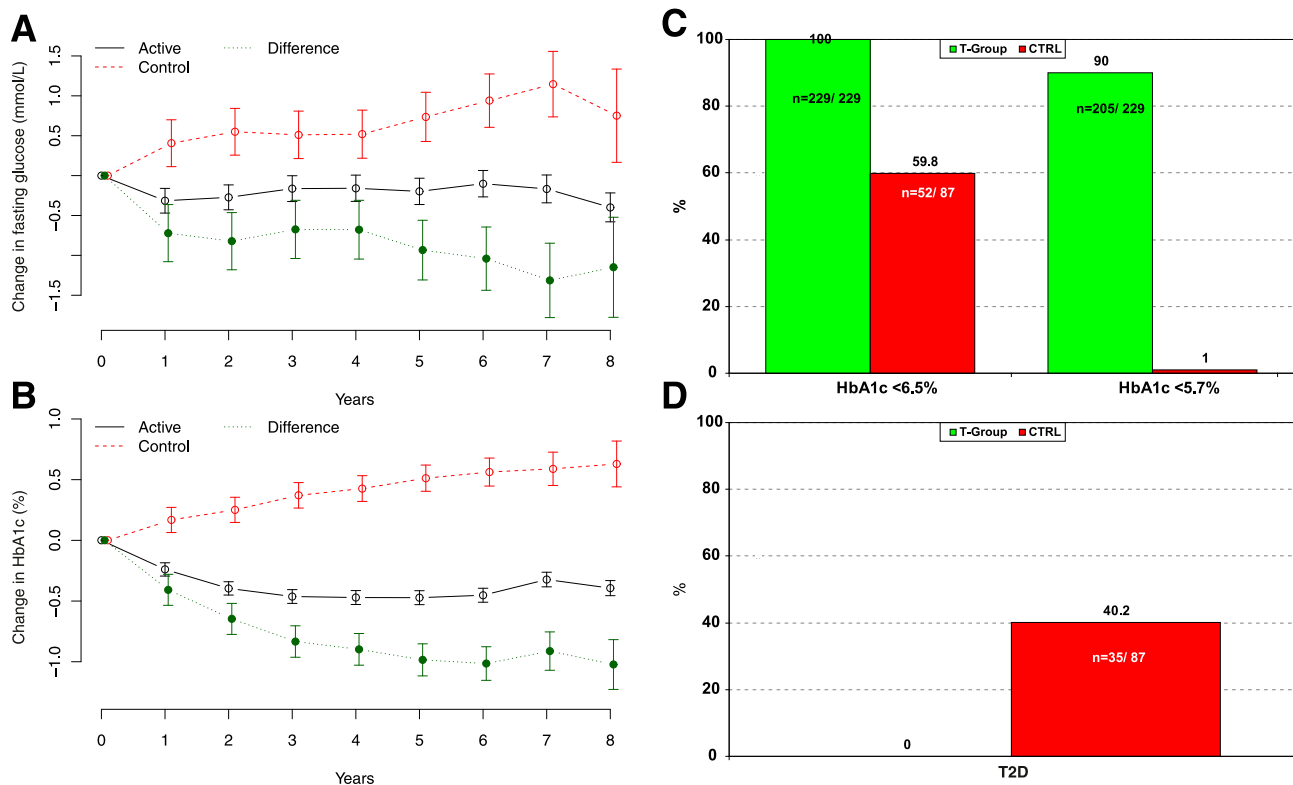 A
Active
Difference
Control
Change in fasting glucose (mmol/L)
1.5
1.0
0.5
−0.5
−1.5
0 1 2 3 4 5 6 7 8
Years
B
Active
Difference
Control
Change in HbA1c (%)
1.0
0.5
0.0
−0.5
−1.0
0 1 2 3 4 5 6 7 8
Years
C
T-Group CTRL
%
100
80
60
40
20
0
100
n=229/ 229
59.8
n=52/ 87
90
n=205/ 229
1
HbA1c <6.5% HbA1c <5.7%
D
T-Group CTRL
%
100
80
60
40
20
0
0
40.2
n=35/ 87
T2D